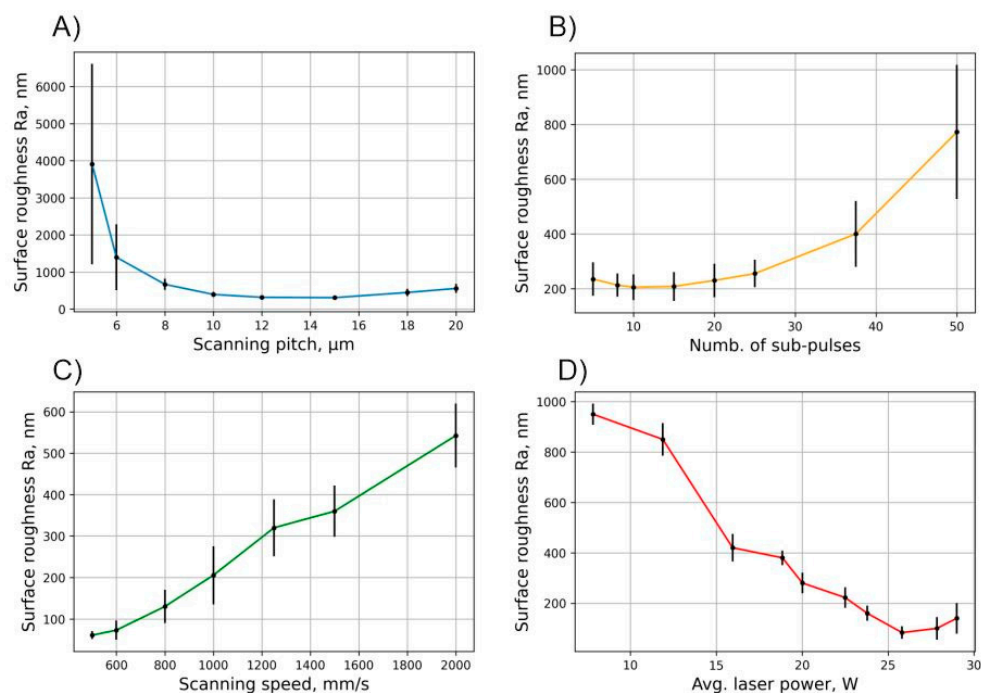 A)
Surface roughness Ra, nm
6000
5000
4000
3000
2000
1000
0
6 8 10 12 14 16 18 20
Scanning pitch, μm
B)
Surface roughness Ra, nm
1000
800
600
400
200
10 20 30 40 50
Numb. of sub-pulses
C)
Surface roughness Ra, nm
600
500
400
300
200
100
600 800 1000 1200 1400 1600 1800 2000
Scanning speed, mm/s
D)
Surface roughness Ra, nm
1000
800
600
400
200
10 15 20 25 30
Avg. laser power, W